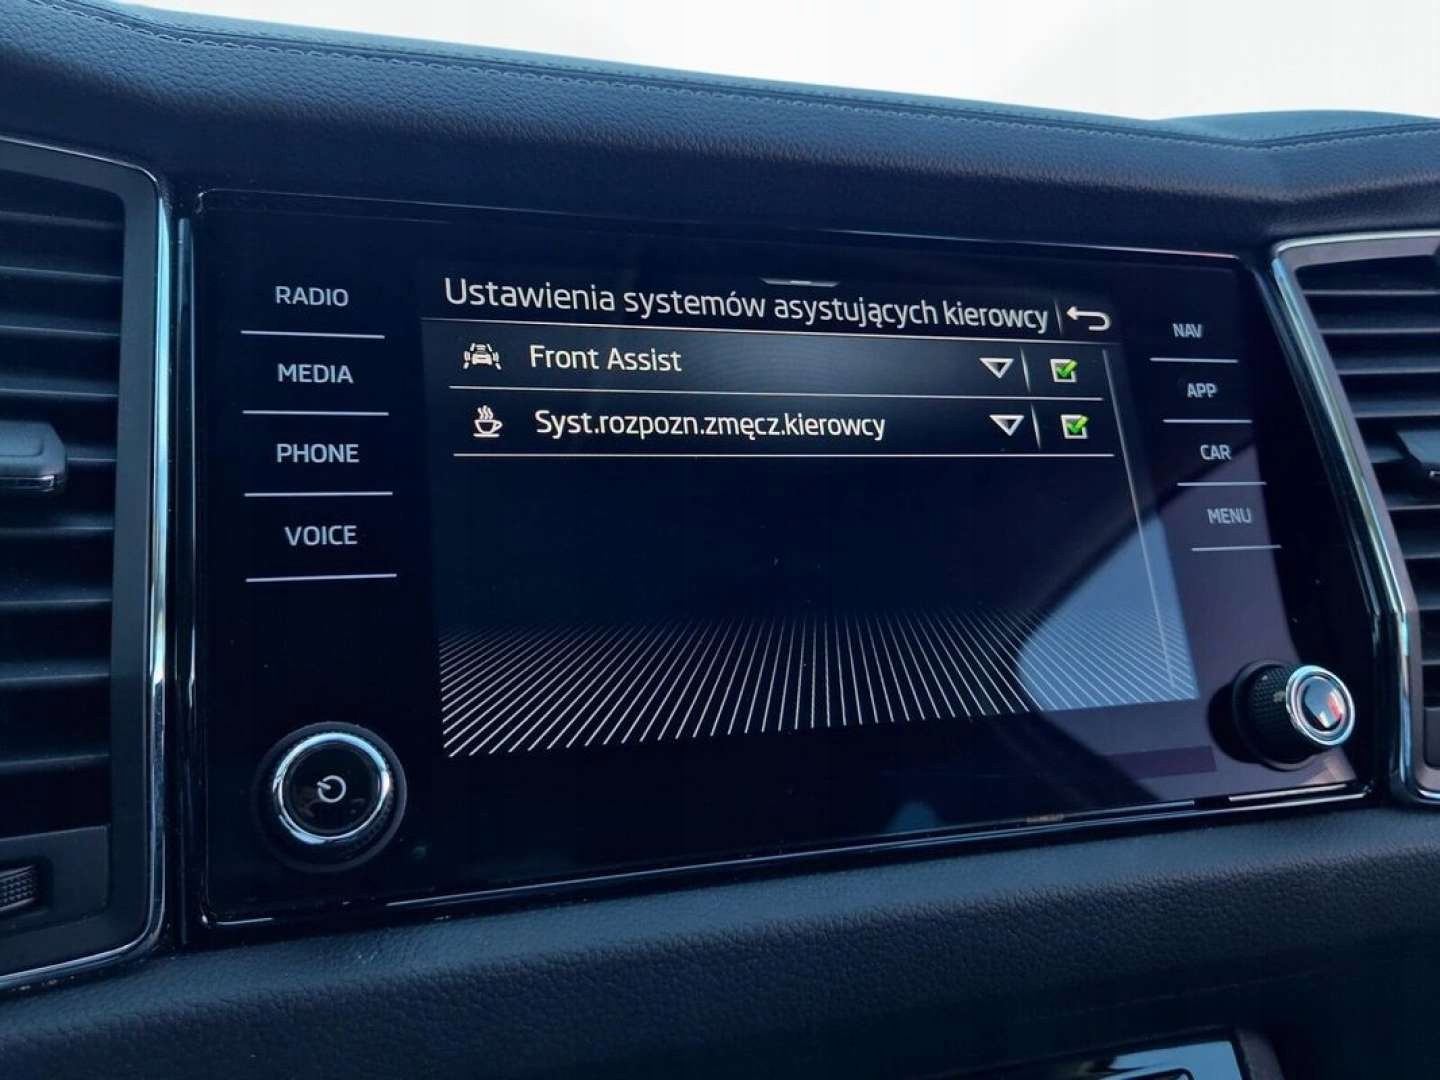 Ustawienia systemów asystujących kierowcy
Front Assist
Syst.rozpozn.zmęcz.kierowcy
RADIO
MEDIA
PHONE
VOICE
NAV
APP
CAR
MENU